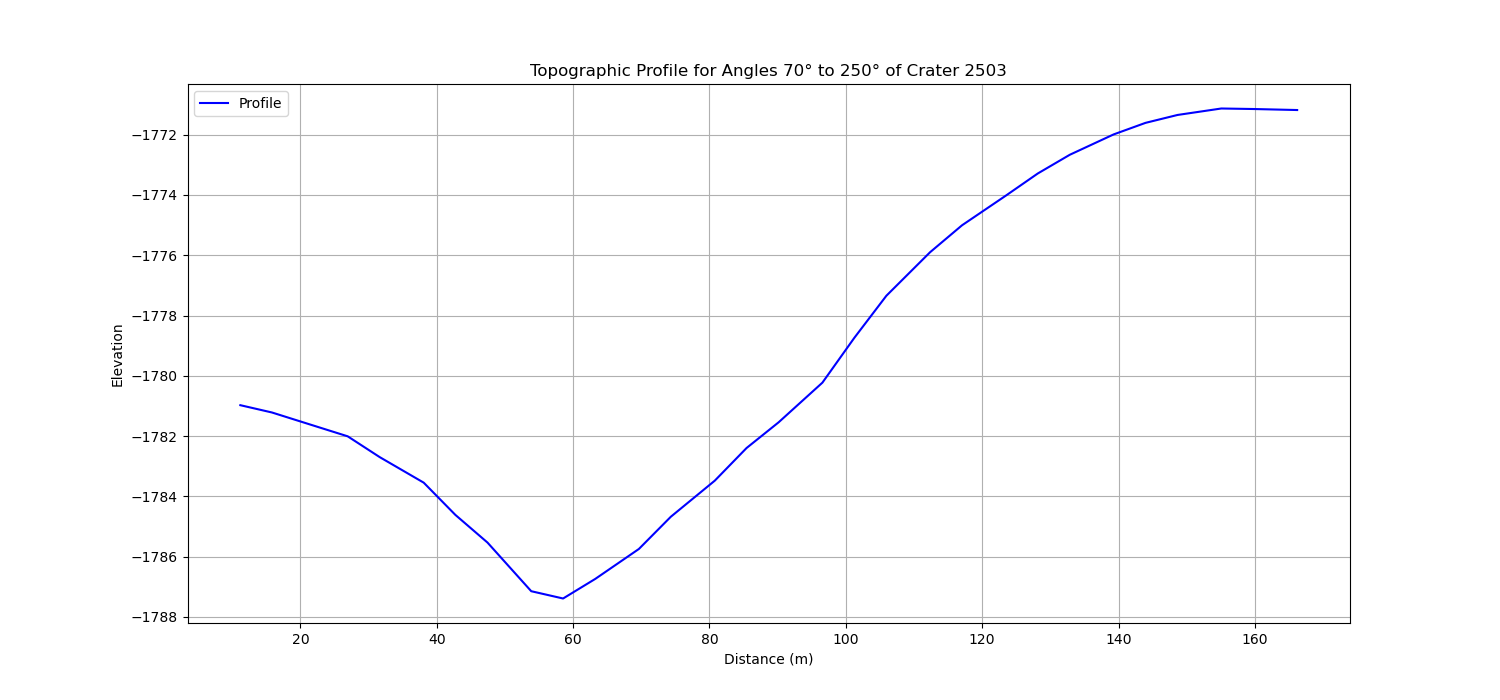 Topographic Profile for Angles 70° to 250° of Crater 2503
Profile
−1772
−1774
−1776
−1778
−1780
−1782
−1784
−1786
−1788
Elevation
20 40 60 80 100 120 140 160
Distance (m)